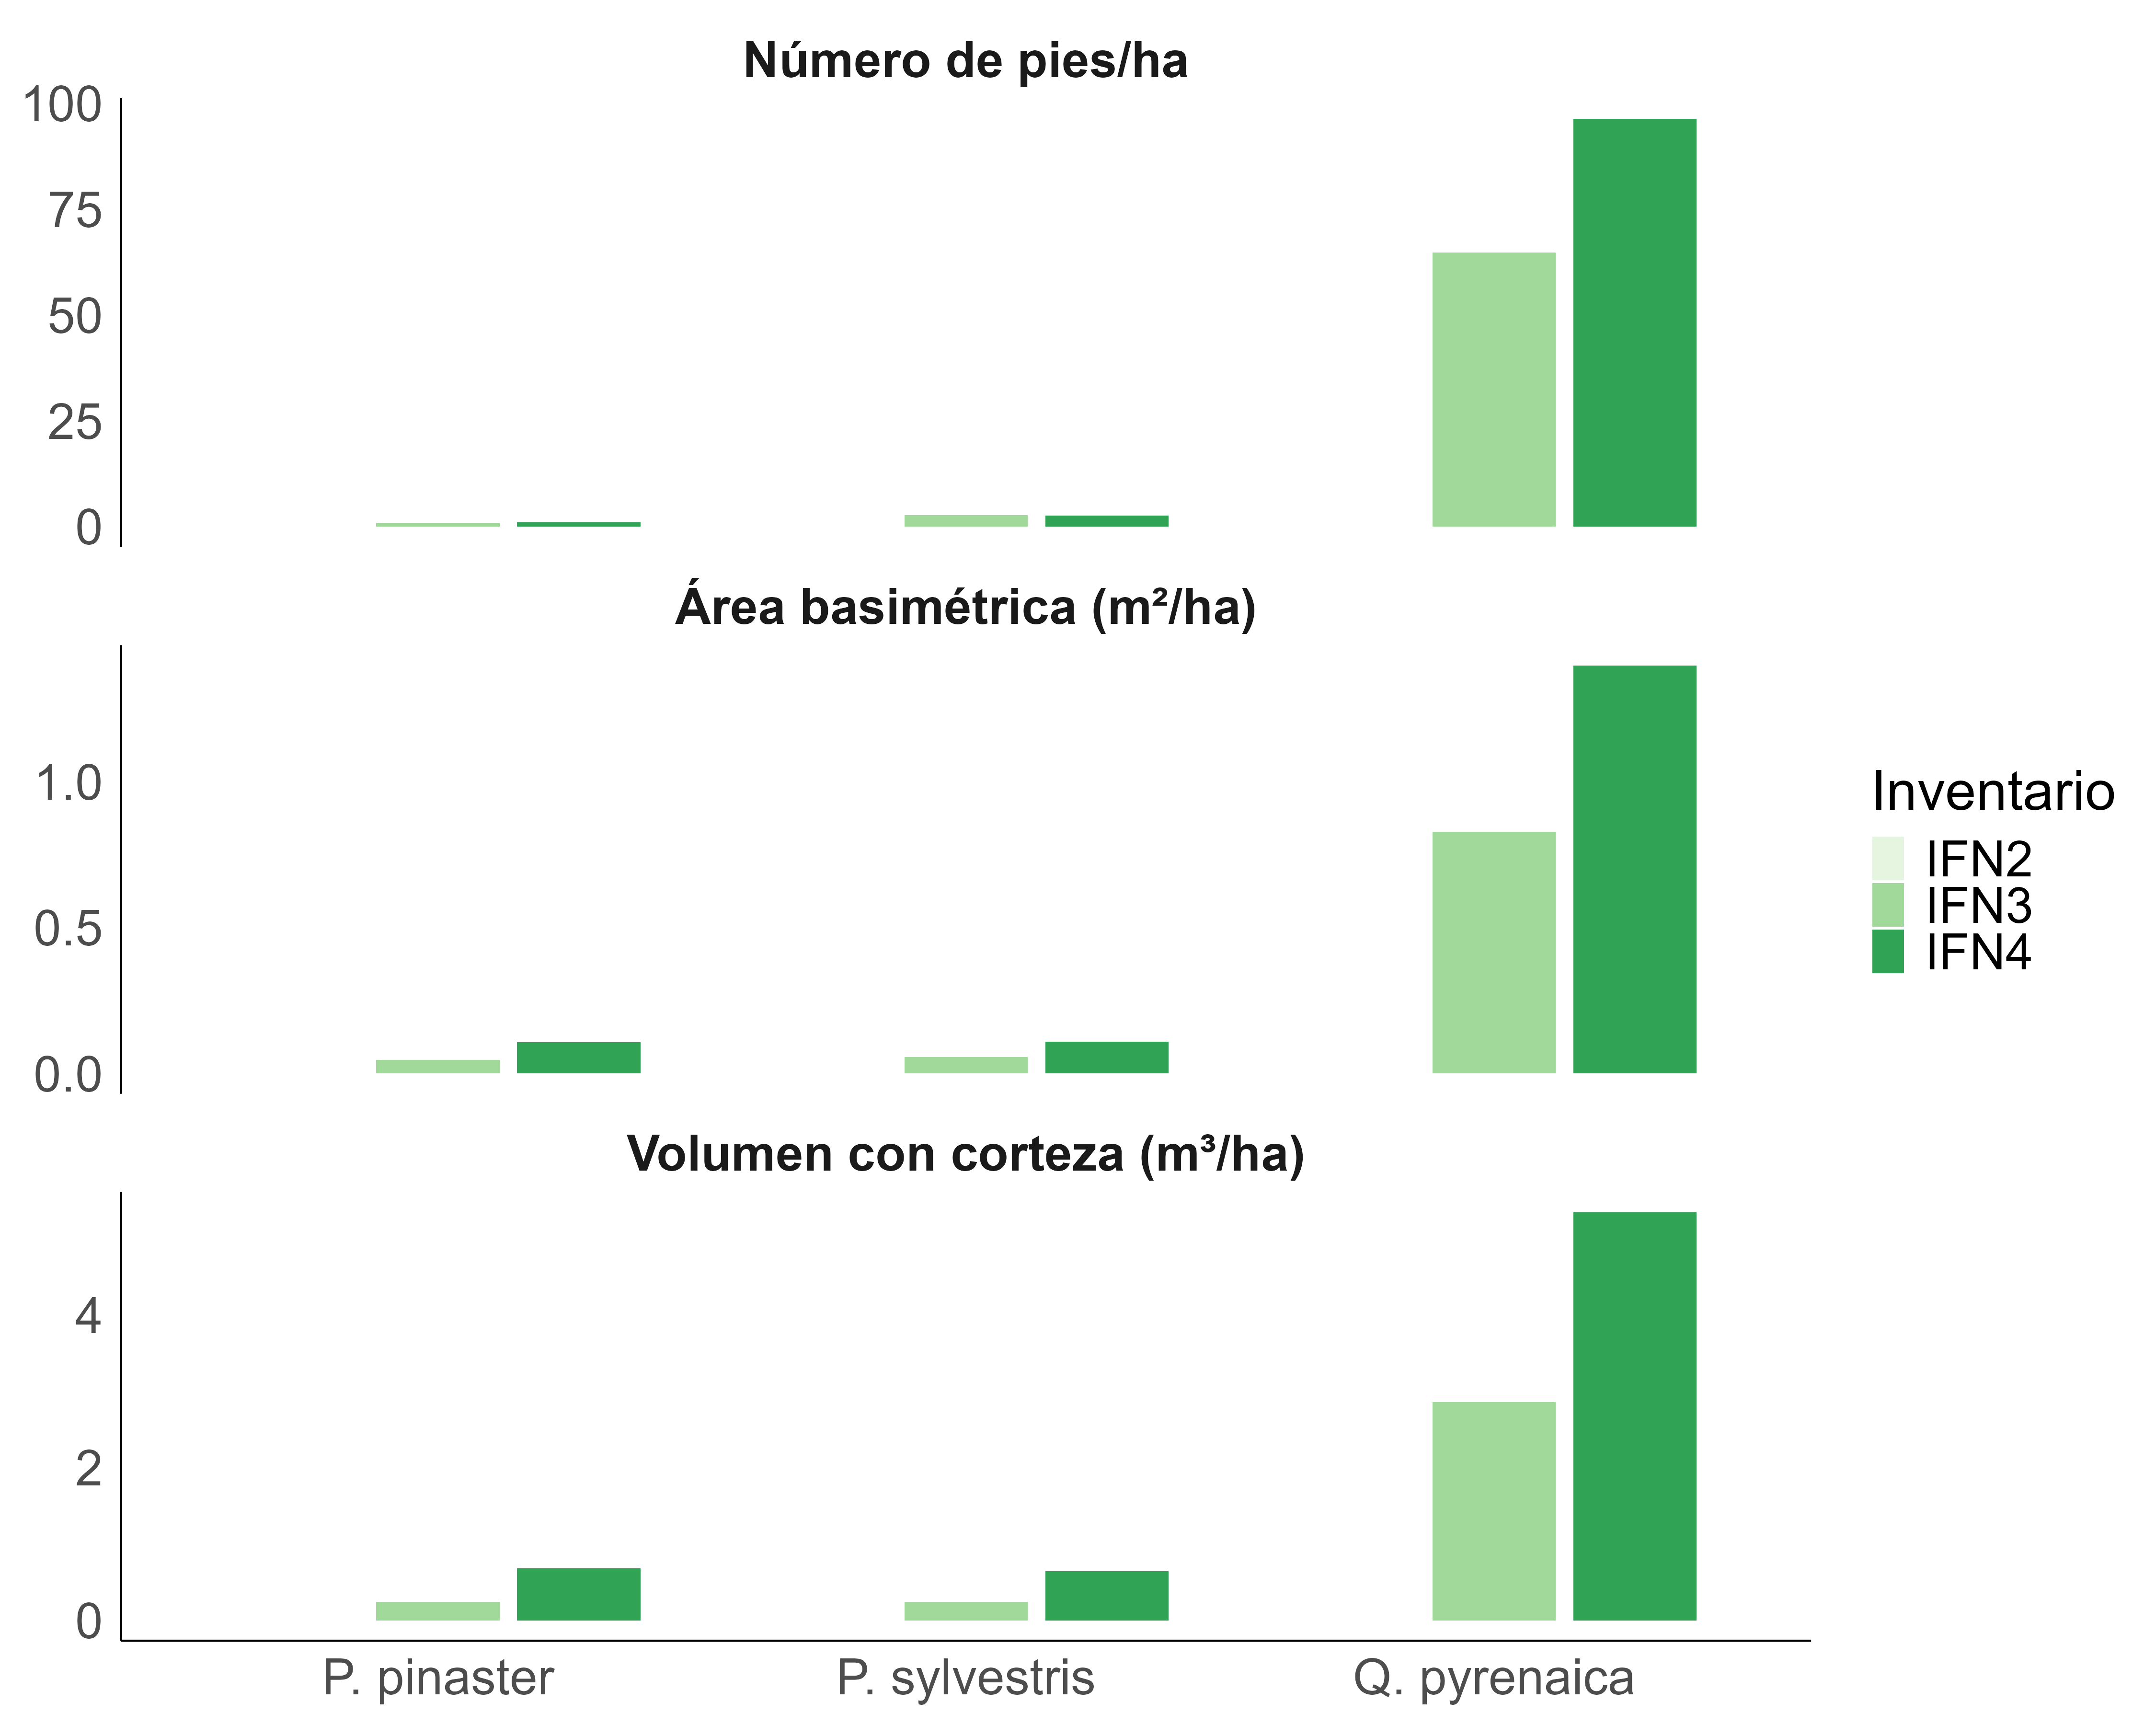 Número de pies/ha
100
75
50
25
0
Área basimétrica (m²/ha)
1.0
0.5
0.0
Volumen con corteza (m³/ha)
4
2
0
P. pinaster P. sylvestris Q. pyrenaica
Inventario
IFN2
IFN3
IFN4